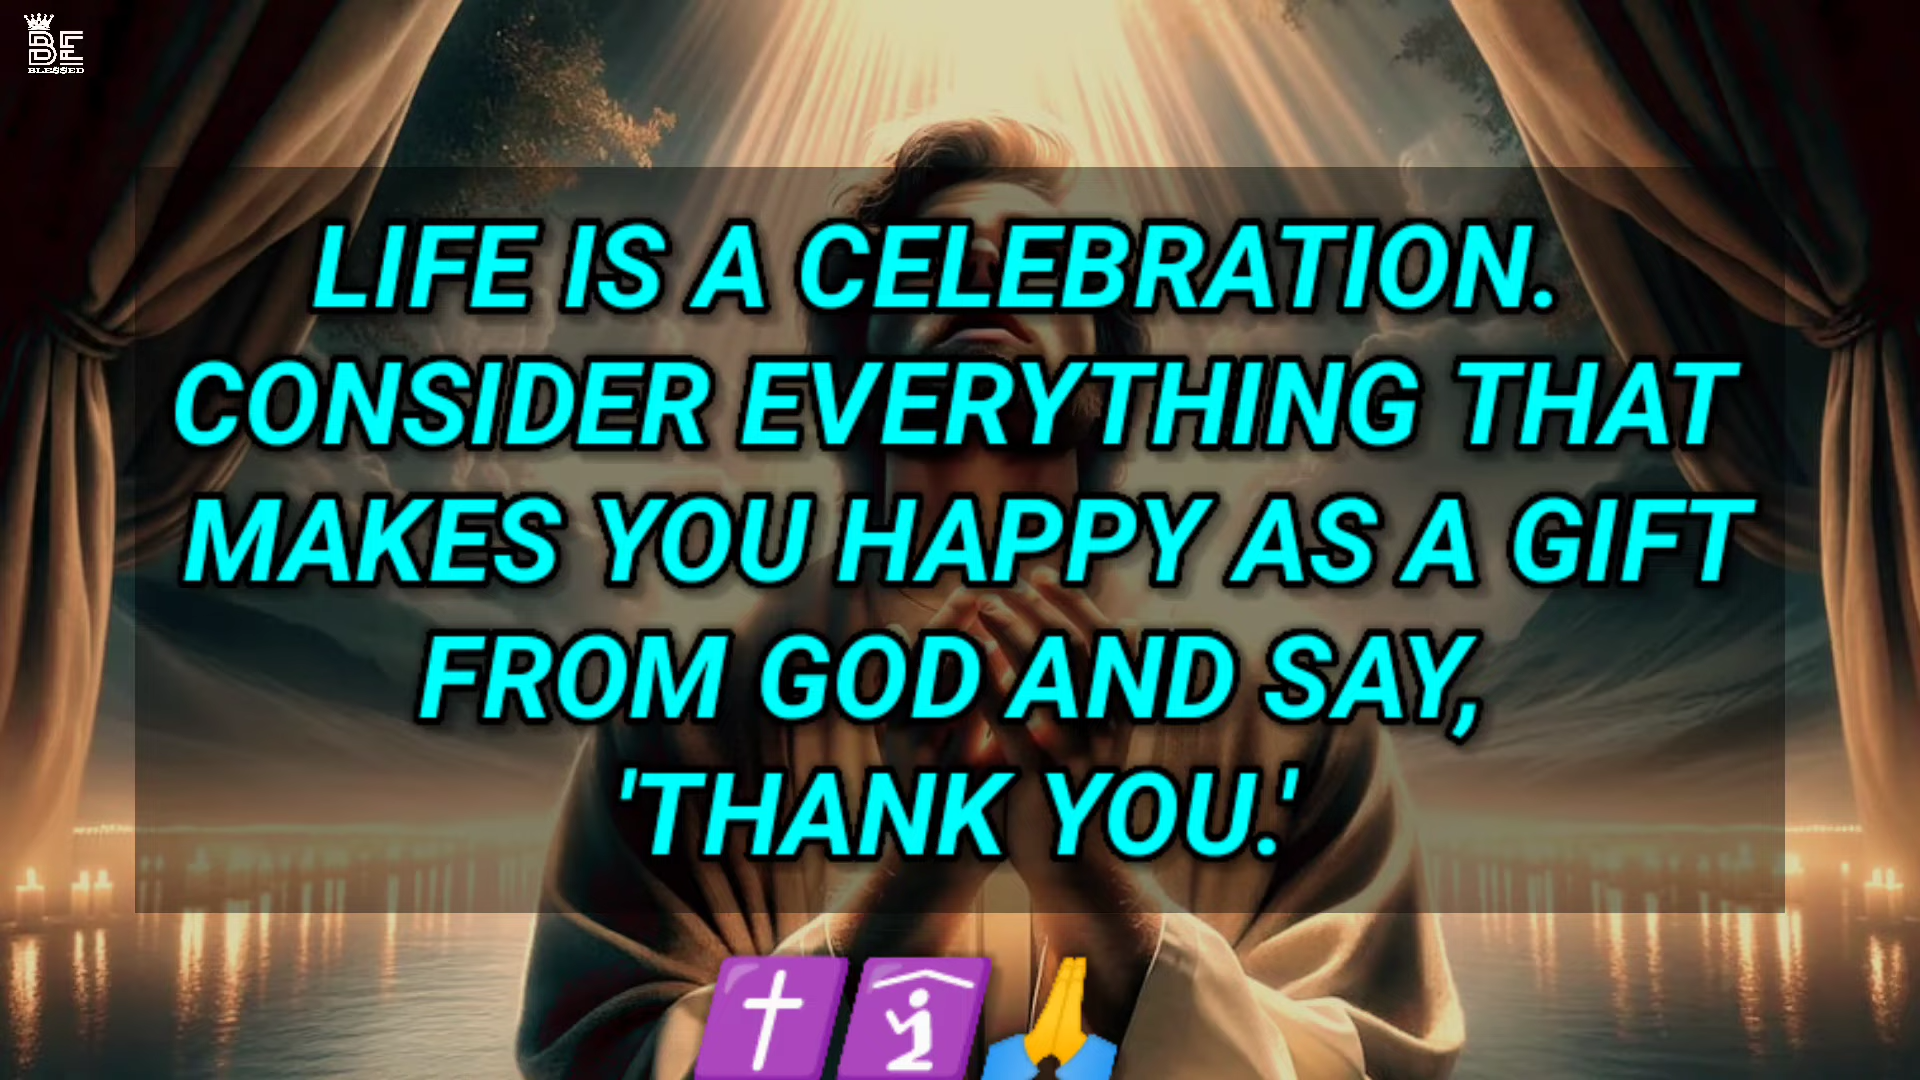 BE
BLESSED
LIFE IS A CELEBRATION.
CONSIDER EVERYTHING THAT
MAKES YOU HAPPY AS A GIFT
FROM GOD AND SAY,
'THANK YOU.'